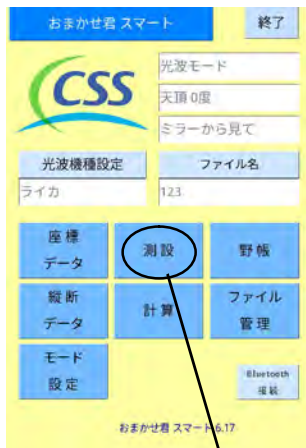 おまかせ君 スマート
終了
CSS
光波モード
天頂 0度
ミラーから見て
光波機種設定
ファイル名
ライカ
123
座標
データ
測設
野帳
縦断
データ
計算
ファイル
管理
モード
設定
Bluetooth
接続
おまかせ君 スマート 6.17